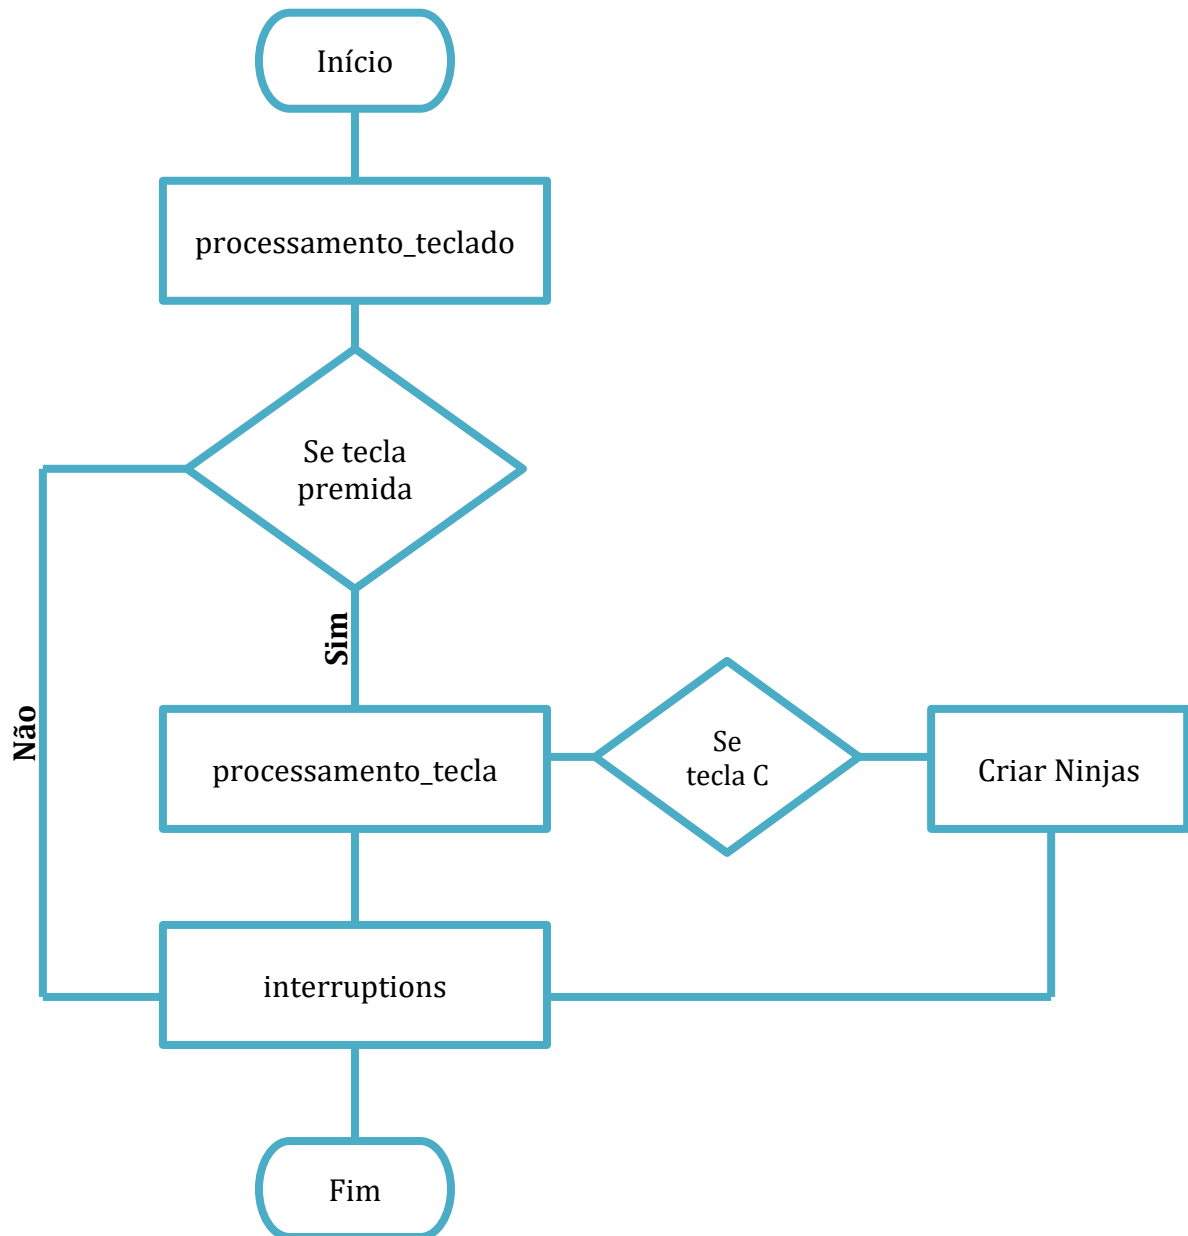 Início
processamento_teclado
Se tecla
premida
Sim
Não
processamento_tecla
Se
tecla C
Criar Ninjas
interruptions
Fim